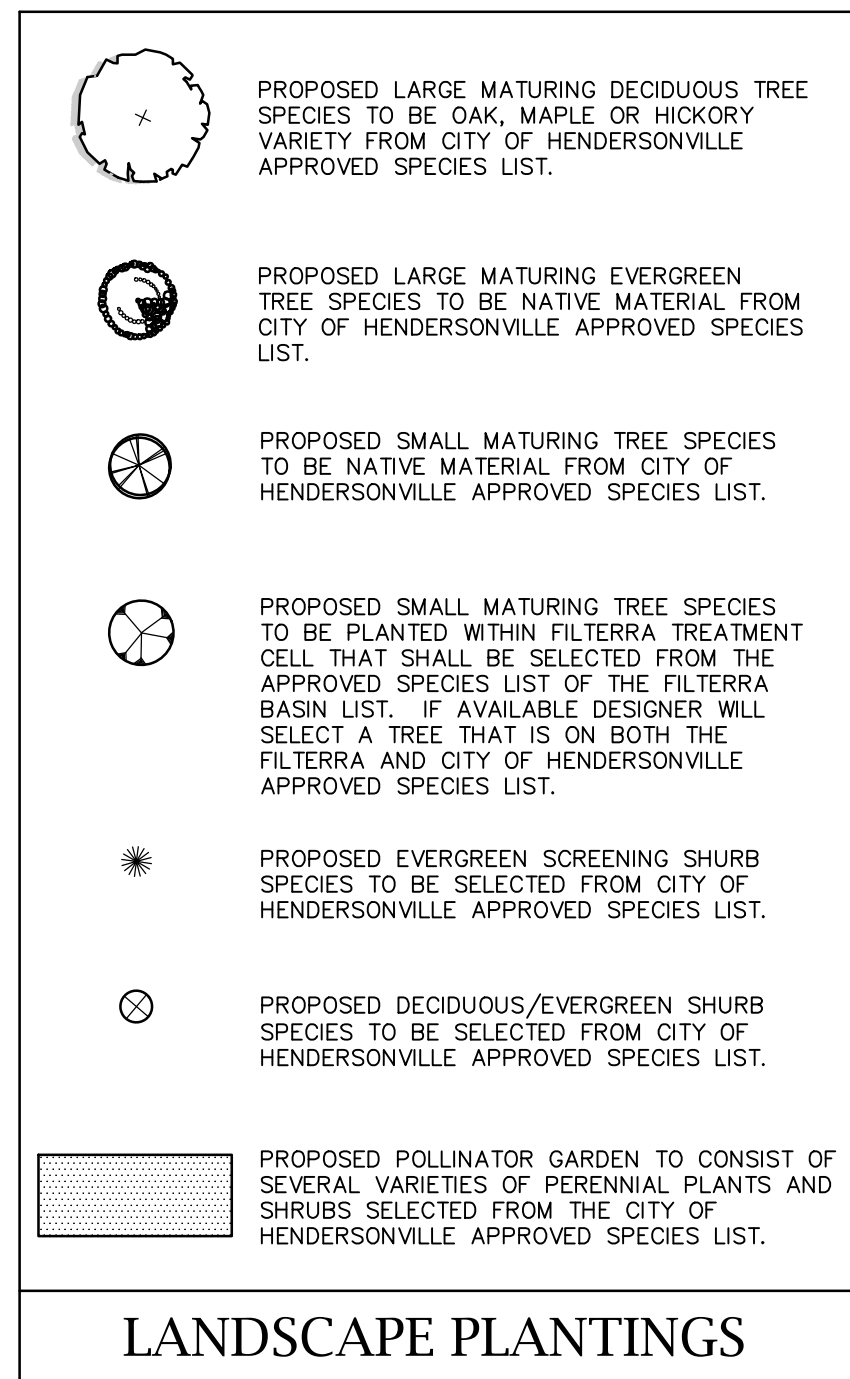 PROPOSED LARGE MATURING DECIDUOUS TREE
SPECIES TO BE OAK, MAPLE OR HICKORY
VARIETY FROM CITY OF HENDERSONVILLE
APPROVED SPECIES LIST.
PROPOSED LARGE MATURING EVERGREEN
TREE SPECIES TO BE NATIVE MATERIAL FROM
CITY OF HENDERSONVILLE APPROVED SPECIES
LIST.
PROPOSED SMALL MATURING TREE SPECIES
TO BE NATIVE MATERIAL FROM CITY OF
HENDERSONVILLE APPROVED SPECIES LIST.
PROPOSED SMALL MATURING TREE SPECIES
TO BE PLANTED WITHIN FILTERRA TREATMENT
CELL THAT SHALL BE SELECTED FROM THE
APPROVED SPECIES LIST OF THE FILTERRA
BASIN LIST. IF AVAILABLE DESIGNER WILL
SELECT A TREE THAT IS ON BOTH THE
FILTERRA AND CITY OF HENDERSONVILLE
APPROVED SPECIES LIST.
PROPOSED EVERGREEN SCREENING SHURB
SPECIES TO BE SELECTED FROM CITY OF
HENDERSONVILLE APPROVED SPECIES LIST.
PROPOSED DECIDUOUS/EVERGREEN SHURB
SPECIES TO BE SELECTED FROM CITY OF
HENDERSONVILLE APPROVED SPECIES LIST.
PROPOSED POLLINATOR GARDEN TO CONSIST OF
SEVERAL VARIETIES OF PERENNIAL PLANTS AND
SHRUBS SELECTED FROM THE CITY OF
HENDERSONVILLE APPROVED SPECIES LIST.
LANDSCAPE PLANTINGS